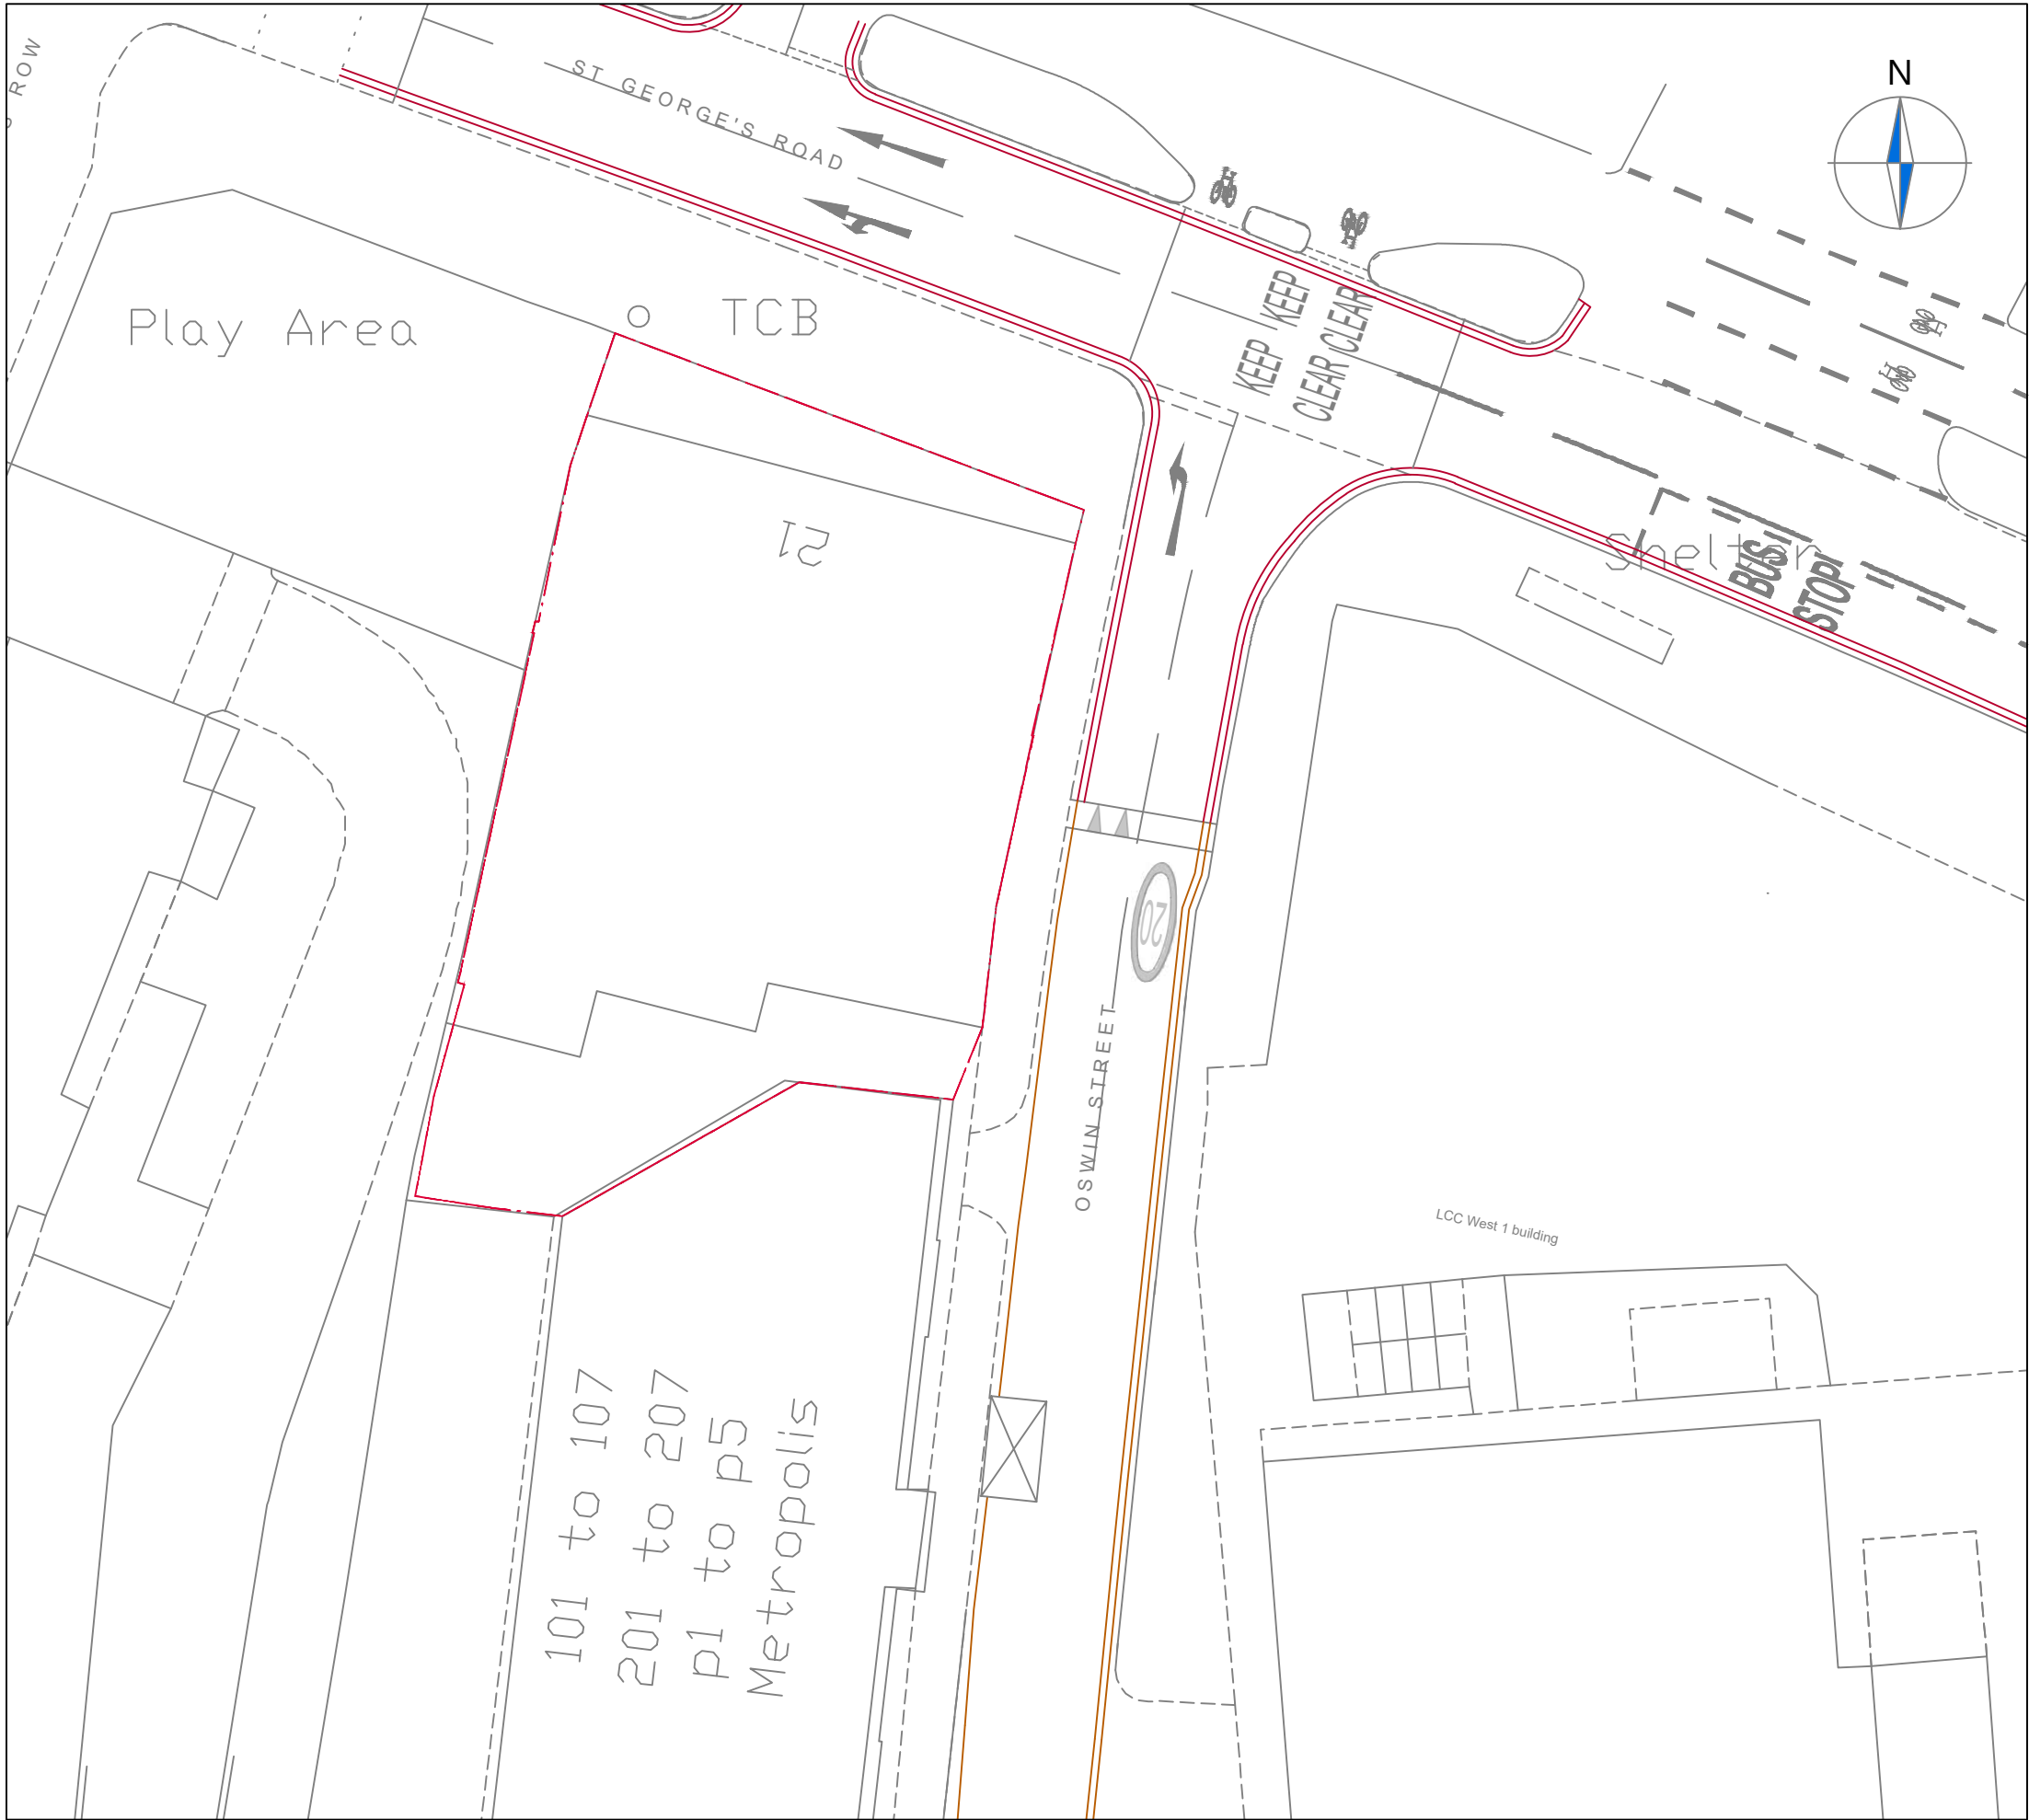 ROW
ST GEORGE'S ROAD
N
Play Area
TCB
KEEP KEEP
CLEAR CLEAR
51
Shelter
BUS
STOP
20
OSWIN STREET
LCC West 1 building
101 to 107
201 to 207
p1 to p5
Metropolis